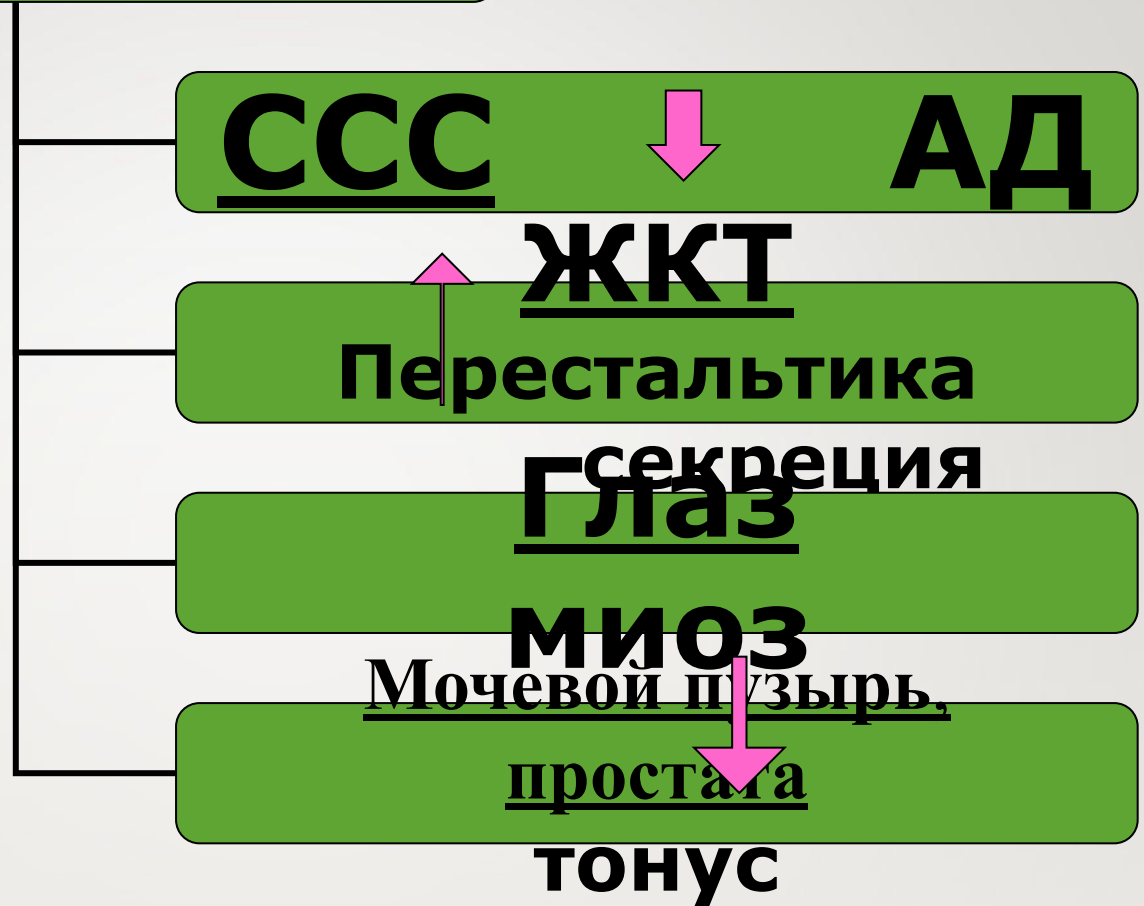 ССС АД
ЖКТ
Перестальтика
секреция
Глаз
миоз
Мочевой пузырь,
простата
тонус